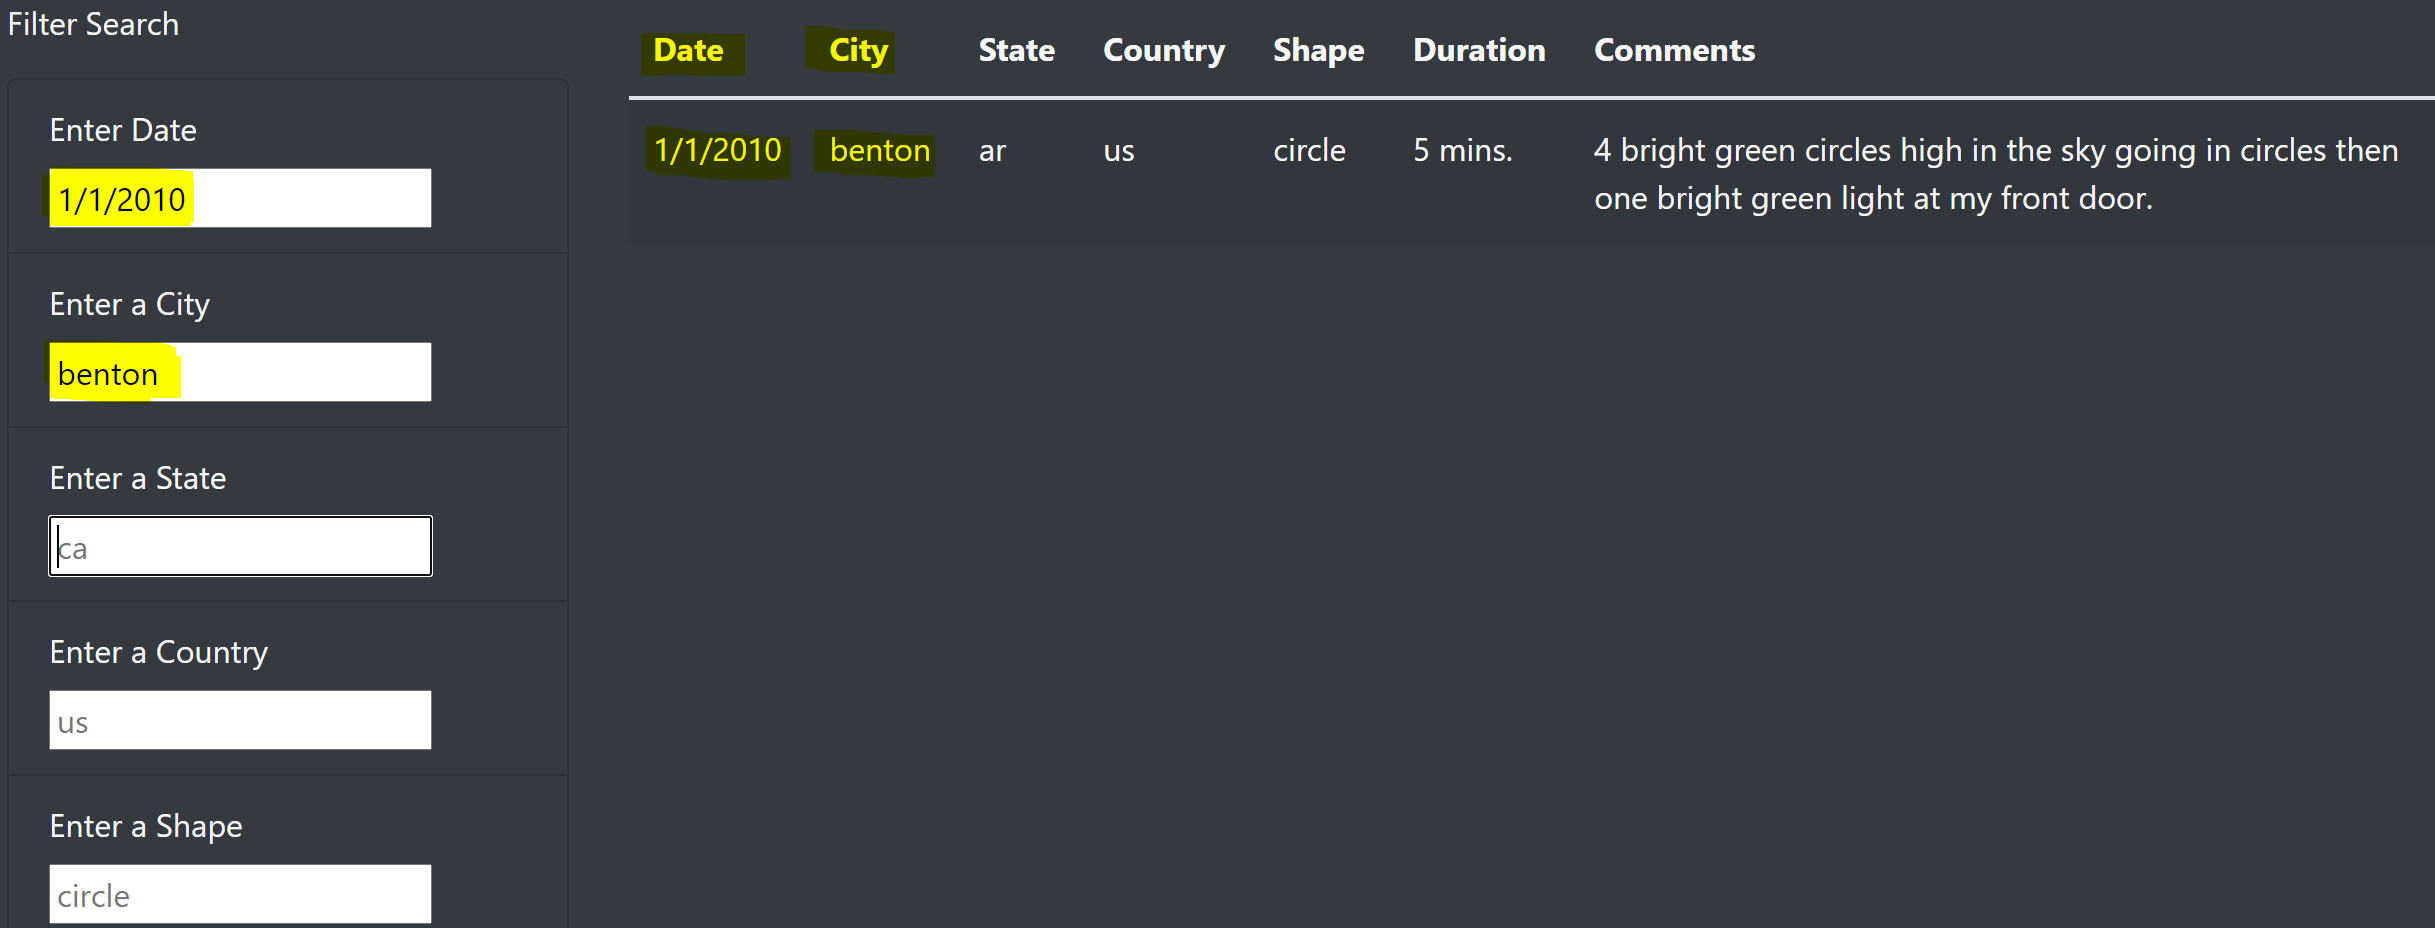 Filter Search
Enter Date
1/1/2010
Enter a City
benton
Enter a State
ca
Enter a Country
us
Enter a Shape
circle
Date City State Country Shape Duration Comments
1/1/2010 benton ar us circle 5 mins. 4 bright green circles high in the sky going in circles then
one bright green light at my front door.